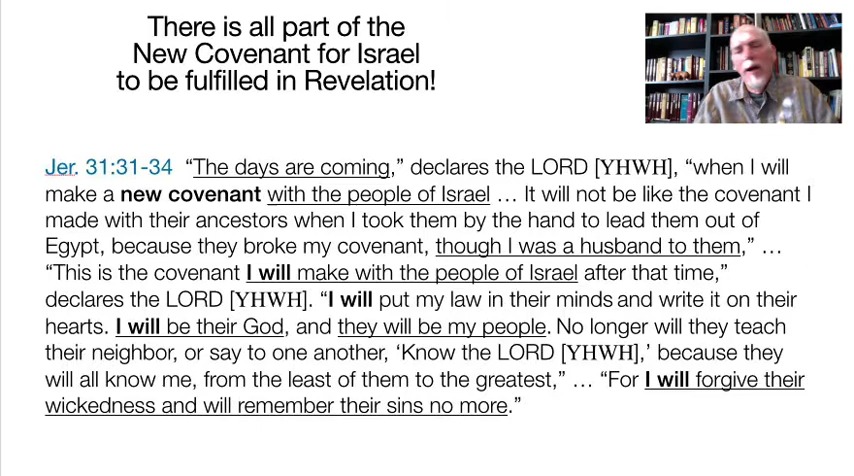 There is all part of the
New Covenant for Israel
to be fulfilled in Revelation!
Jer. 31:31-34 “The days are coming,” declares the LORD [YHWH], “when I will
make a new covenant with the people of Israel … It will not be like the covenant I
made with their ancestors when I took them by the hand to lead them out of
Egypt, because they broke my covenant, though I was a husband to them,” …
“This is the covenant I will make with the people of Israel after that time,”
declares the LORD [YHWH]. “I will put my law in their minds and write it on their
hearts. I will be their God, and they will be my people. No longer will they teach
their neighbor, or say to one another, ‘Know the LORD [YHWH],’ because they
will all know me, from the least of them to the greatest,” … “For I will forgive their
wickedness and will remember their sins no more.”